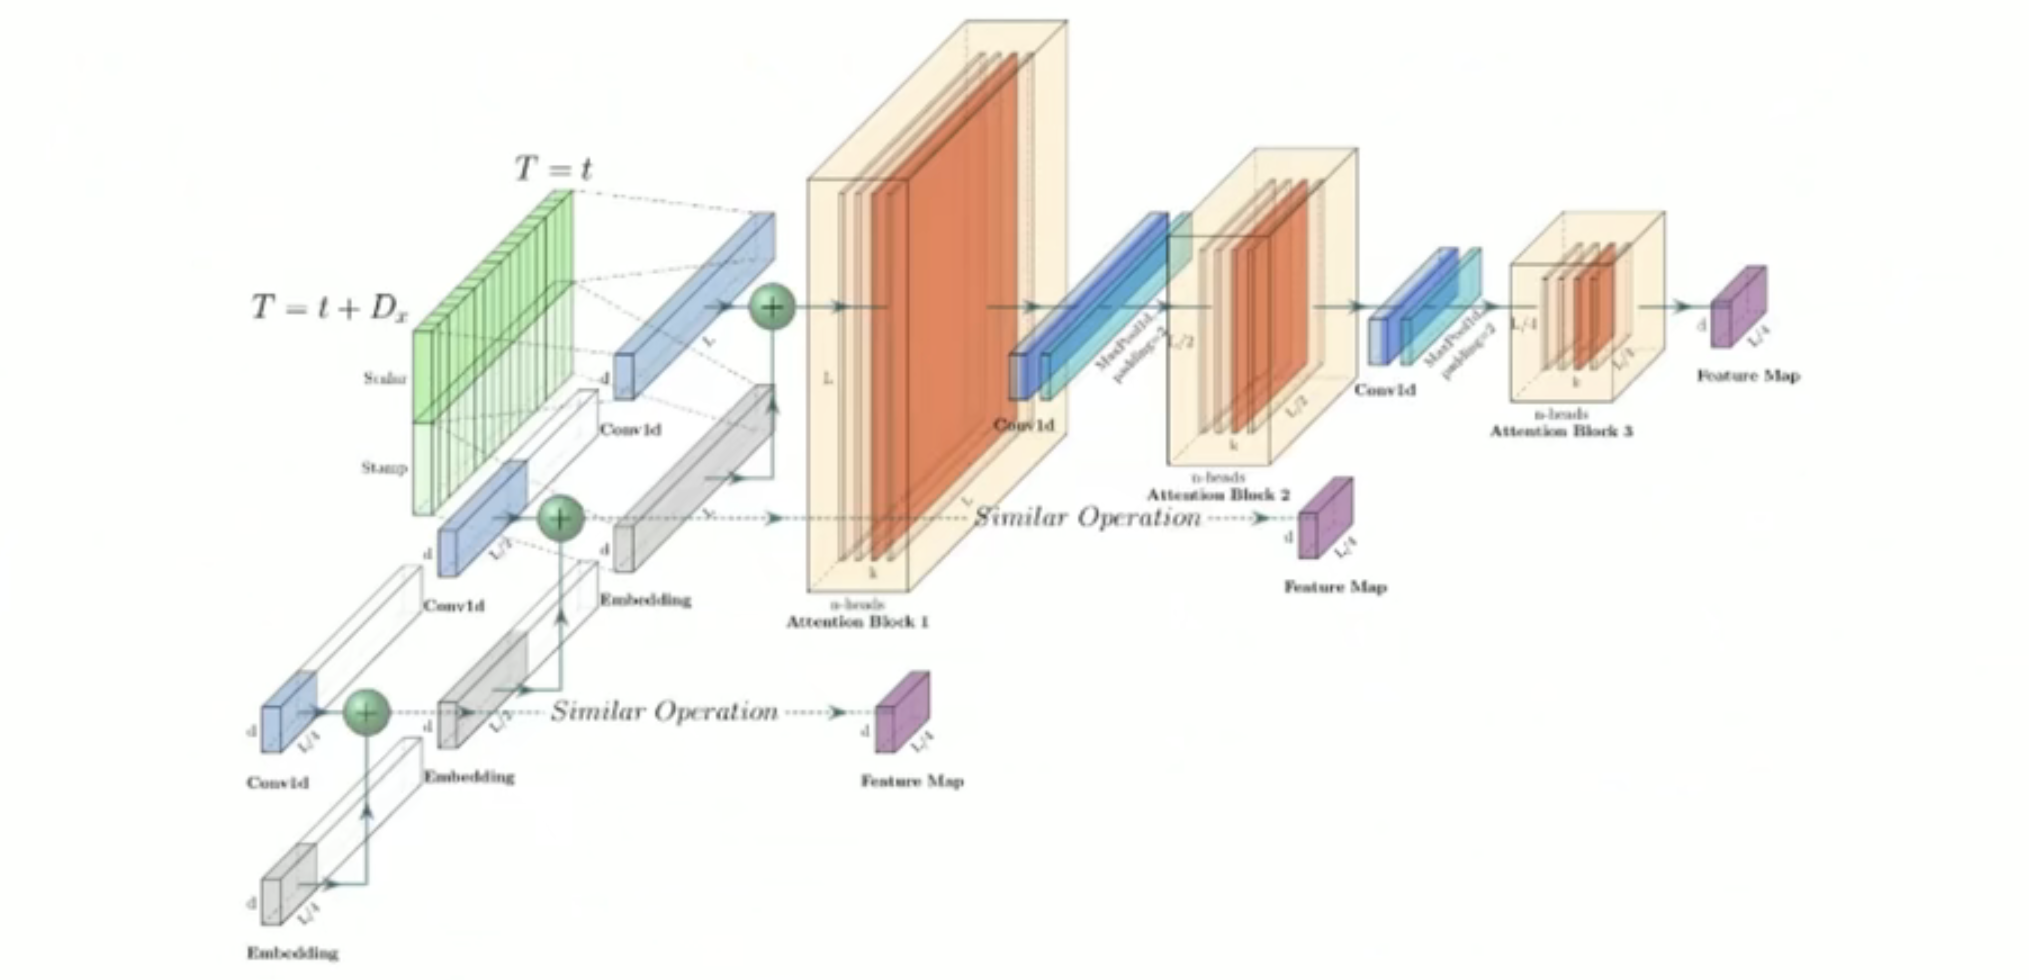 T = t
T = t + Dₓ
Scalar
Stamp
L
d
Conv1d
L
d
Embedding
L
L
k
n-heads
Attention Block 1
Conv1d
MaxPool1d,
padding=2
L/2
L/2
k
n-heads
Attention Block 2
Conv1d
MaxPool1d,
padding=2
L/4
L/4
k
n-heads
Attention Block 3
d
L/4
Feature Map
d
L/2
Conv1d
d
L/2
Embedding
Similar Operation
d
L/4
Feature Map
d
L/4
Conv1d
d
L/4
Embedding
Similar Operation
d
L/4
Feature Map